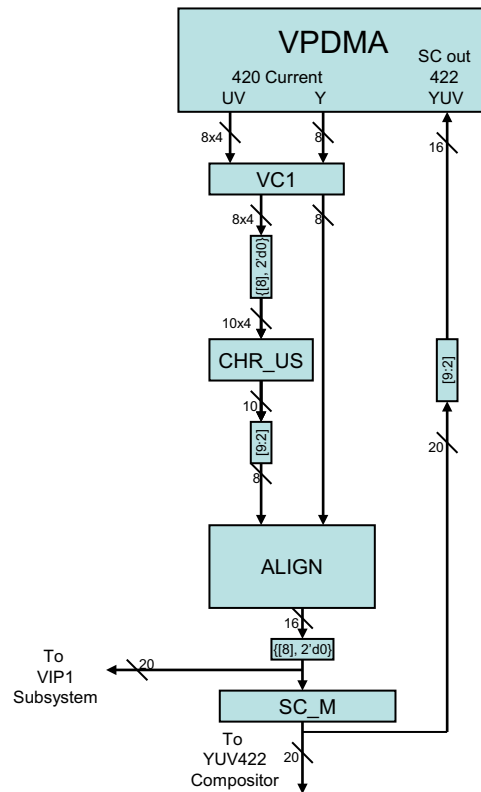 VPDMA
SC out
420 Current
422
UV
Y
YUV
8x4
8
16
VC1
8x4
8
{[8], 2'd0}
10x4
CHR_US
[9:2]
10
[9:2]
20
8
ALIGN
16
{[8], 2'd0}
To
20
VIP1
Subsystem
SC_M
To
YUV422
20
Compositor